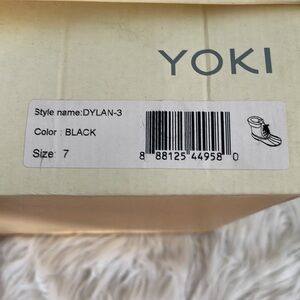 YOKI
Style name:DYLAN-3
Color : BLACK
Size: 7
8 88125 44958 0